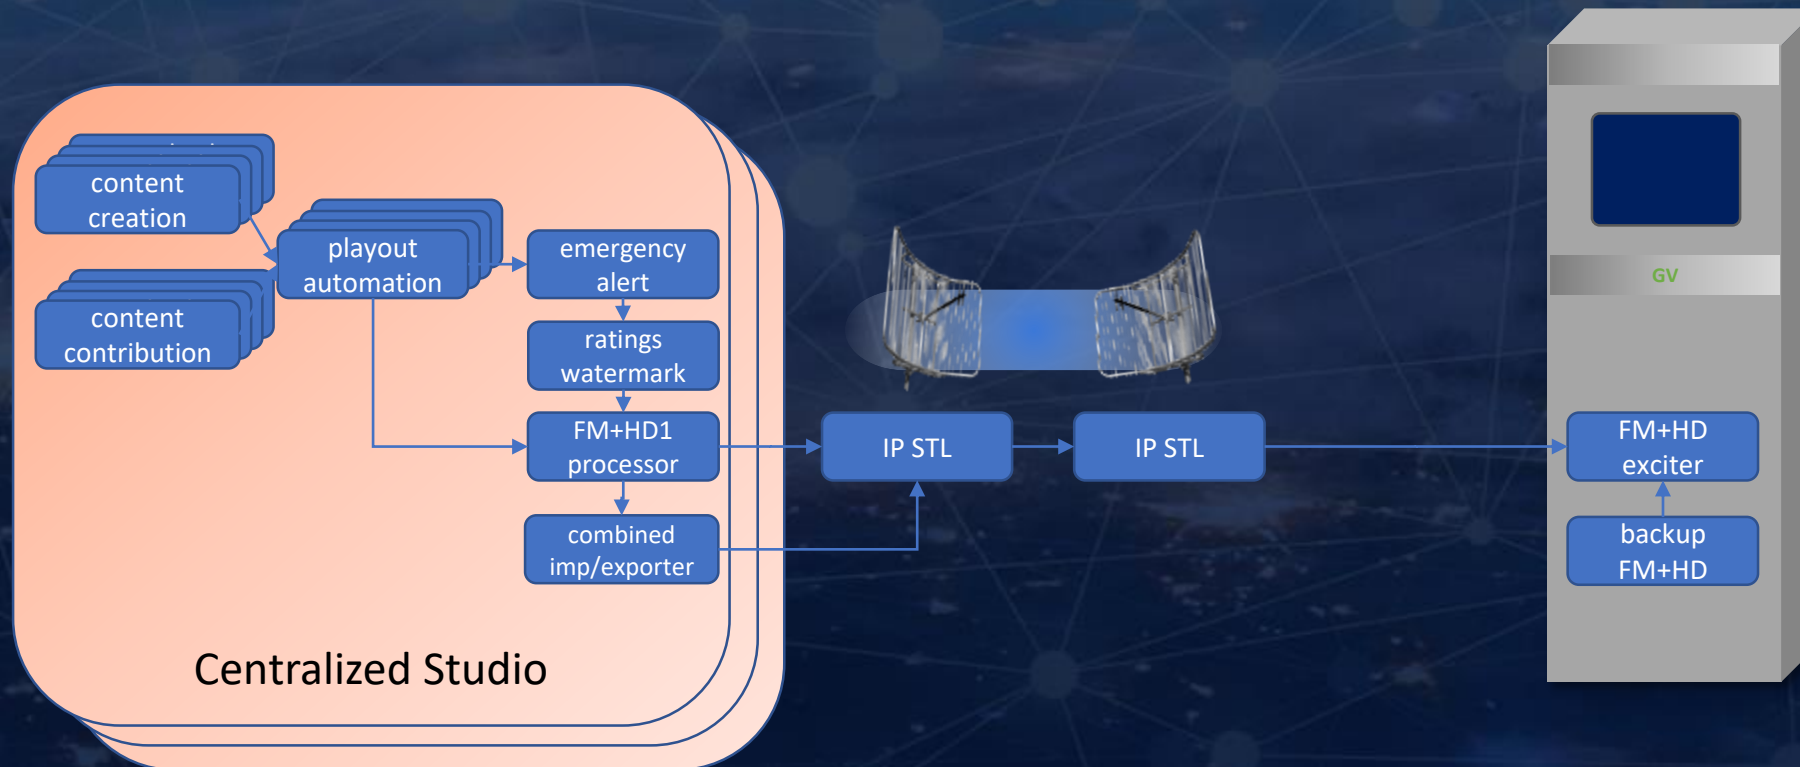 content
creation
content
contribution
playout
automation
emergency
alert
ratings
watermark
FM+HD1
processor
combined
imp/exporter
Centralized Studio
IP STL
IP STL
GV
FM+HD
exciter
backup
FM+HD